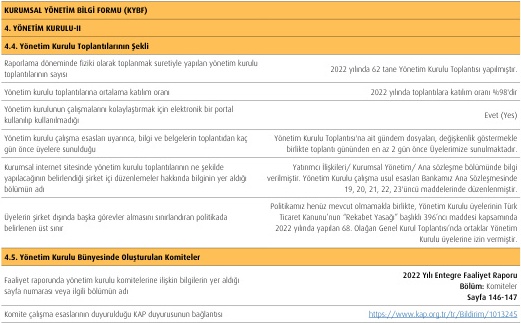 KURUMSAL YÖNETİM BİLGİ FORMU (KYBF)
4. YÖNETİM KURULU-II
4.4. Yönetim Kurulu Toplantılarının Şekli
Raporlama döneminde fiziki olarak toplanmak suretiyle yapılan yönetim kurulu
toplantılarının sayısı
2022 yılında 62 tane Yönetim Kurulu Toplantısı yapılmıştır.
Yönetim kurulu toplantılarına ortalama katılım oranı
2022 yılında toplantılara katılım oranı %98'dir
Yönetim kurulunun çalışmalarını kolaylaştırmak için elektronik bir portal
kullanılıp kullanılmadığı
Evet (Yes)
Yönetim kurulu çalışma esasları uyarınca, bilgi ve belgelerin toplantıdan kaç
gün önce üyelere sunulduğu
Yönetim Kurulu Toplantısı'na ait gündem dosyaları, değişkenlik göstermekle
birlikte toplantı gününden en az 2 gün önce Üyelerimize sunulmaktadır.
Kurumsal internet sitesinde yönetim kurulu toplantılarının ne şekilde
yapılacağının belirlendiği şirket içi düzenlemeler hakkında bilginin yer aldığı
bölümün adı
Yatırımcı İlişkileri/ Kurumsal Yönetim/ Ana sözleşme bölümünde bilgi
verilmiştir. Yönetim Kurulu çalışma usul esasları Bankamız Ana Sözleşmesinde
19, 20, 21, 22, 23'üncü maddelerinde düzenlenmiştir.
Üyelerin şirket dışında başka görevler almasını sınırlandıran politikada
belirlenen üst sınır
Politikamız henüz mevcut olmamakla birlikte, Yönetim Kurulu üyelerinin Türk
Ticaret Kanunu'nun "Rekabet Yasağı" başlıklı 396'ncı maddesi kapsamında
2022 yılında yapılan 68. Olağan Genel Kurul Toplantısı'nda ortaklar Yönetim
Kurulu üyelerine izin vermiştir.
4.5. Yönetim Kurulu Bünyesinde Oluşturulan Komiteler
Faaliyet raporunda yönetim kurulu komitelerine ilişkin bilgilerin yer aldığı
sayfa numarası veya ilgili bölümün adı
2022 Yılı Entegre Faaliyet Raporu
Bölüm: Komiteler
Sayfa 146-147
Komite çalışma esaslarının duyurulduğu KAP duyurusunun bağlantısı
https://www.kap.org.tr/tr/Bildirim/1013245